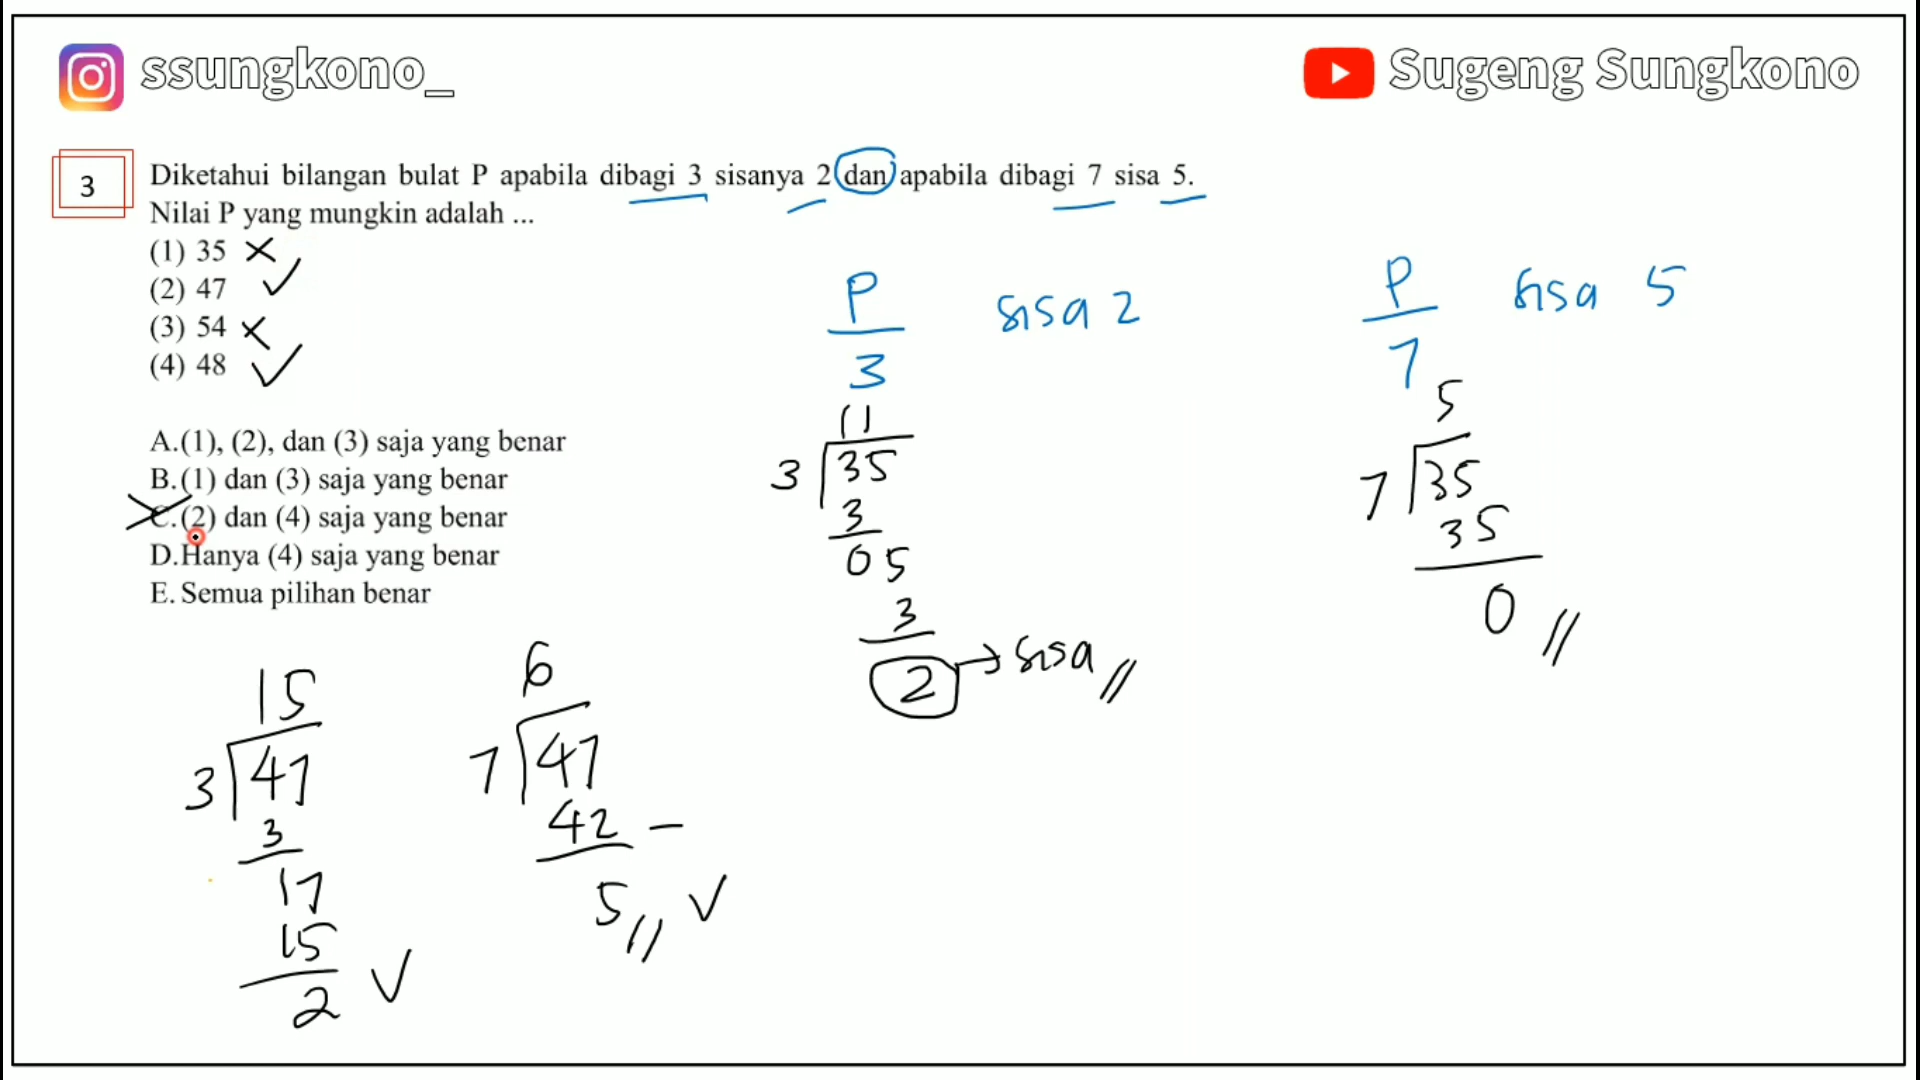 ssungkono_
Sugeng Sungkono
3
Diketahui bilangan bulat P apabila dibagi 3 sisanya 2 dan apabila dibagi 7 sisa 5.
Nilai P yang mungkin adalah ...
(1) 35
(2) 47
(3) 54
(4) 48
A.(1), (2), dan (3) saja yang benar
B.(1) dan (3) saja yang benar
C.(2) dan (4) saja yang benar
D.Hanya (4) saja yang benar
E. Semua pilihan benar
P
3
sisa 2
11
3 35
3
05
3
2 → sisa //
P
7
sisa 5
5
7 35
35
0 //
15
3 47
3
17
15
2 ✓
6
7 47
42 −
5 // ✓